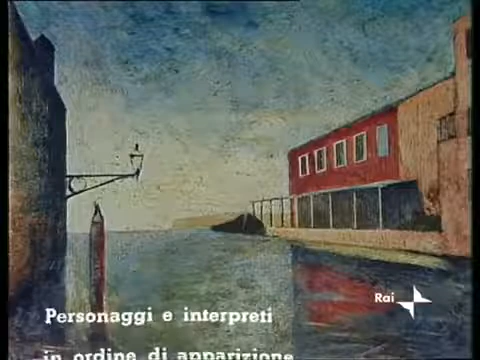 Rai
Personaggi e interpreti
in ordine di apparizione